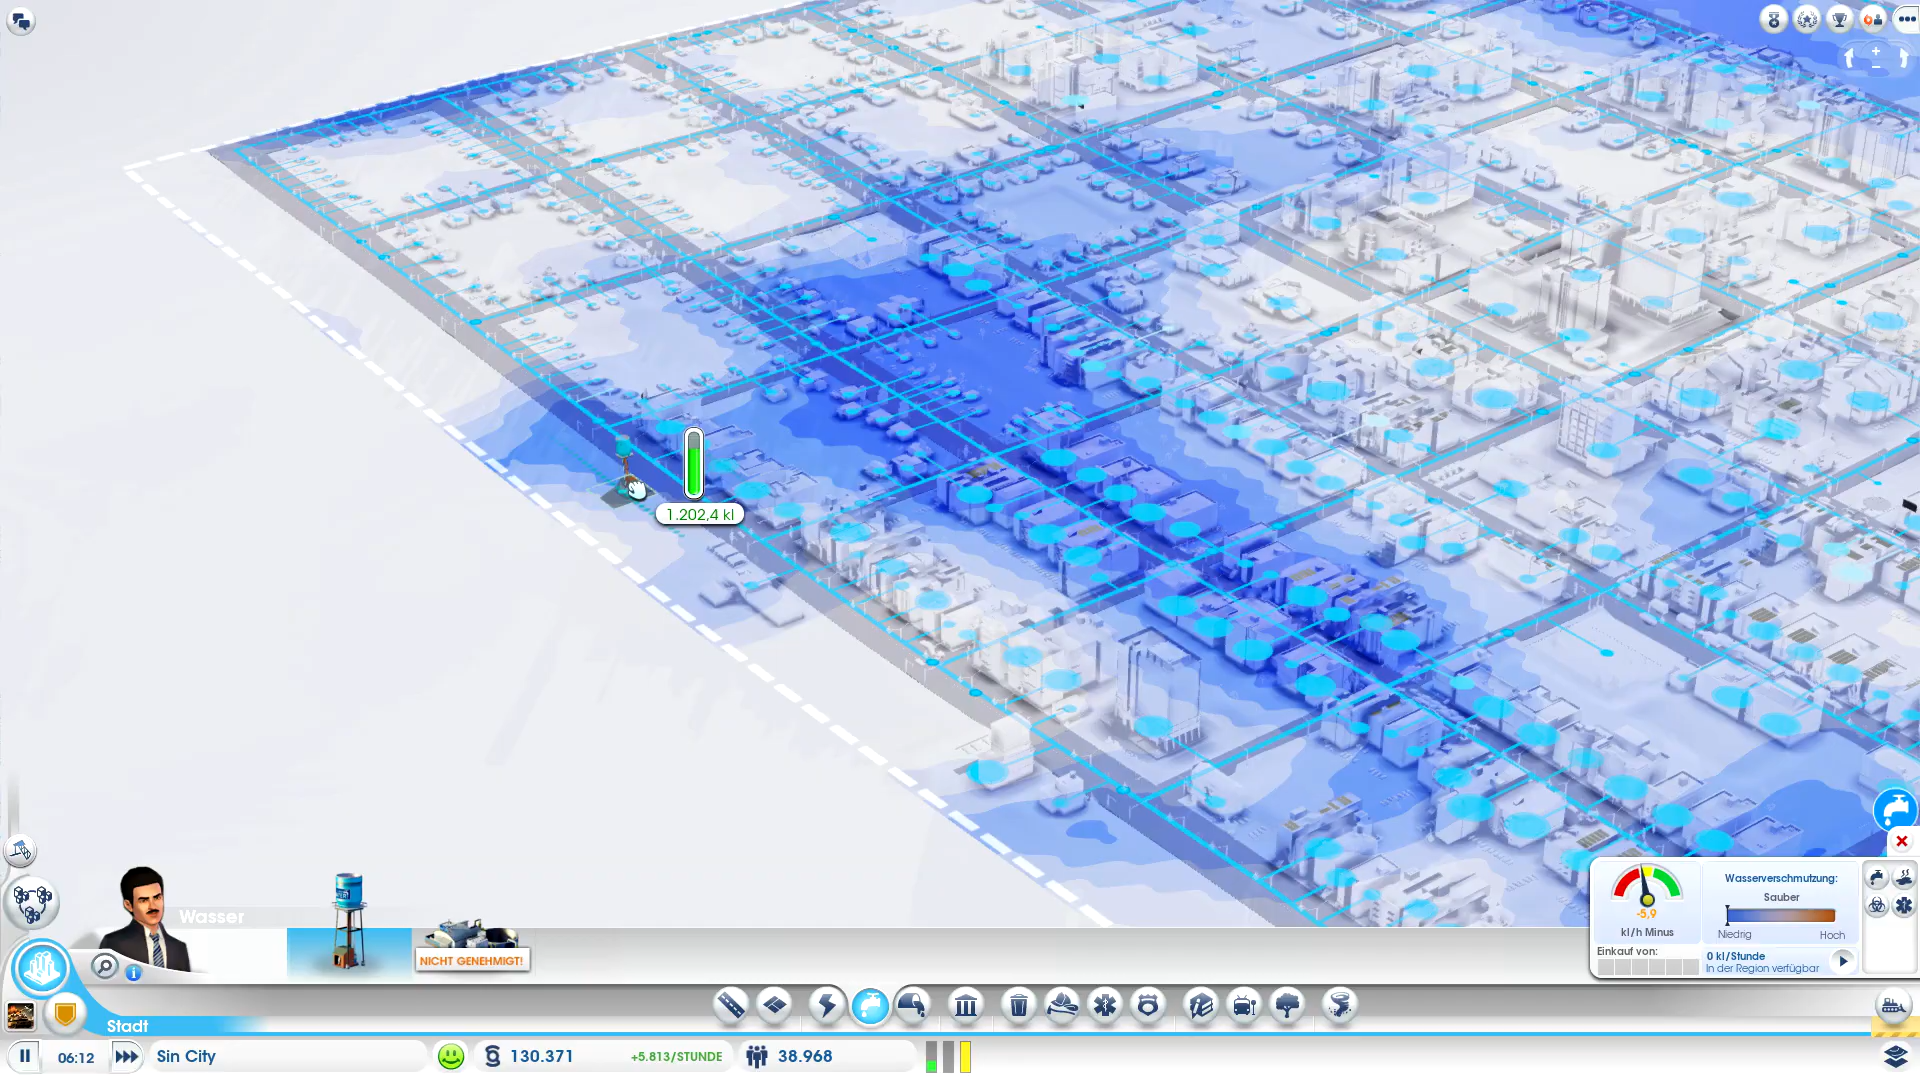 1.202,4 kl
Wasser
NICHT GENEHMIGT!
Wasserverschmutzung:
Sauber
Niedrig
Hoch
-5,9
kl/h Minus
Einkauf von:
0 kl/Stunde
In der Region verfügbar
Stadt
06:12
Sin City
130.371
+5.813/STUNDE
38.968